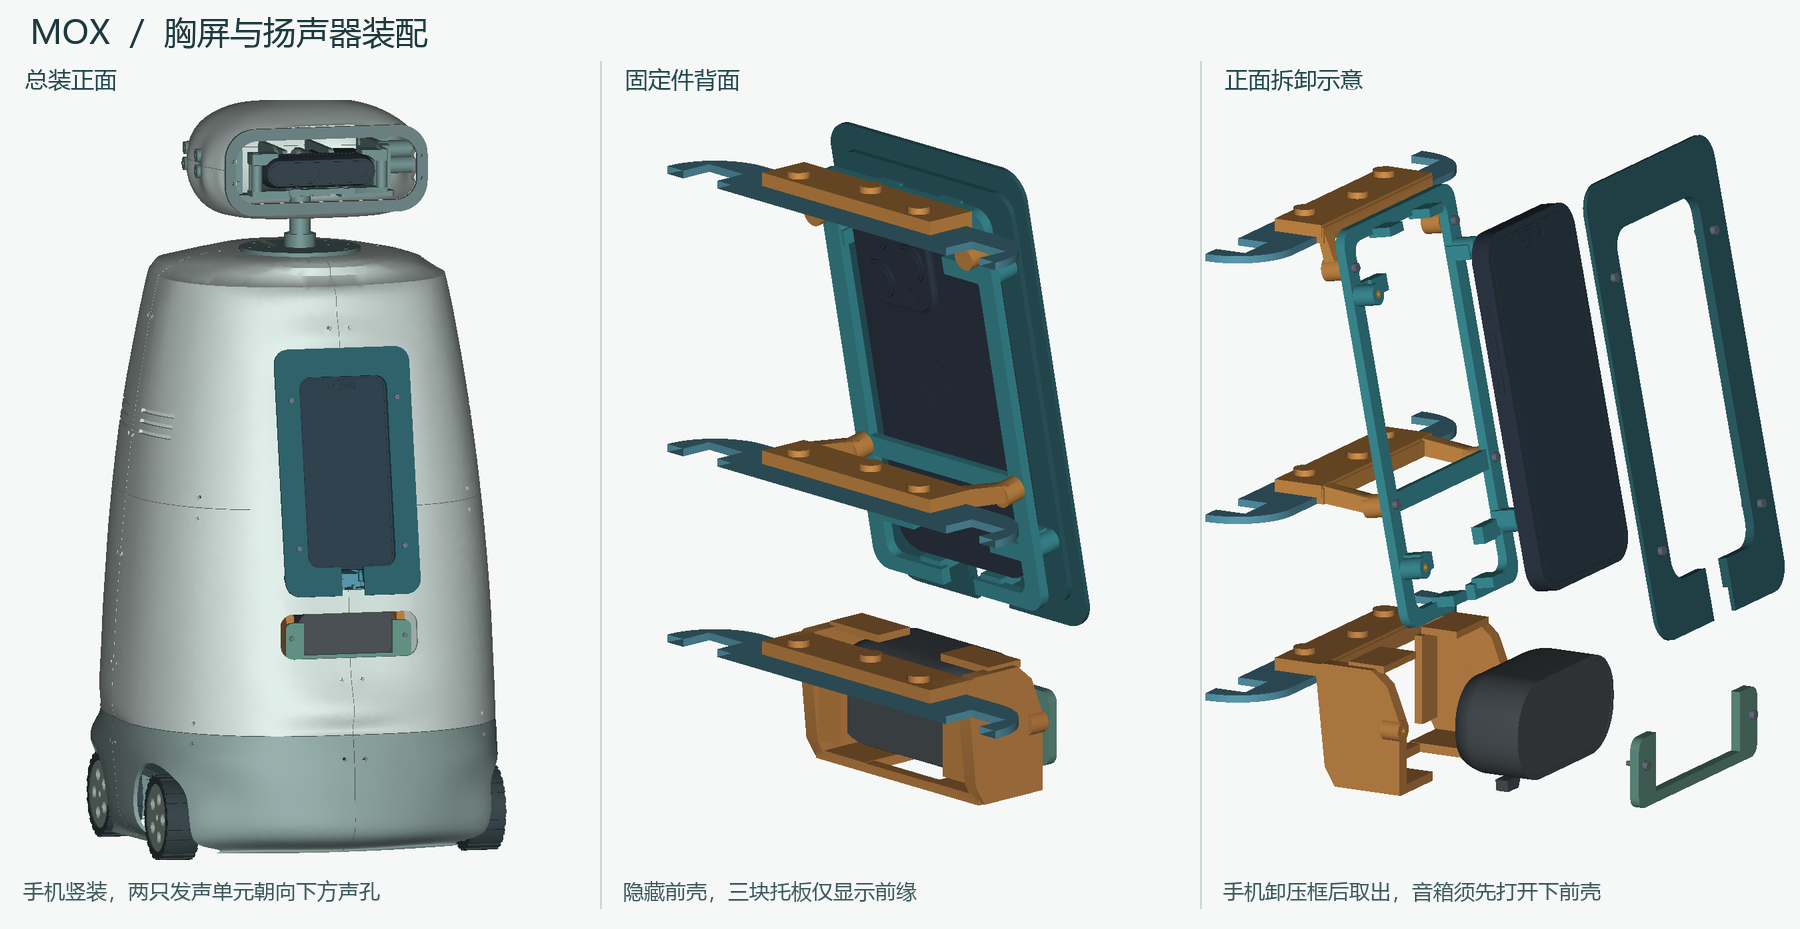 MOX / 胸屏与扬声器装配
总装正面
固定件背面
正面拆卸示意
手机竖装，两只发声单元朝向下方声孔
隐藏前壳，三块托板仅显示前缘
手机卸压框后取出，音箱须先打开下前壳